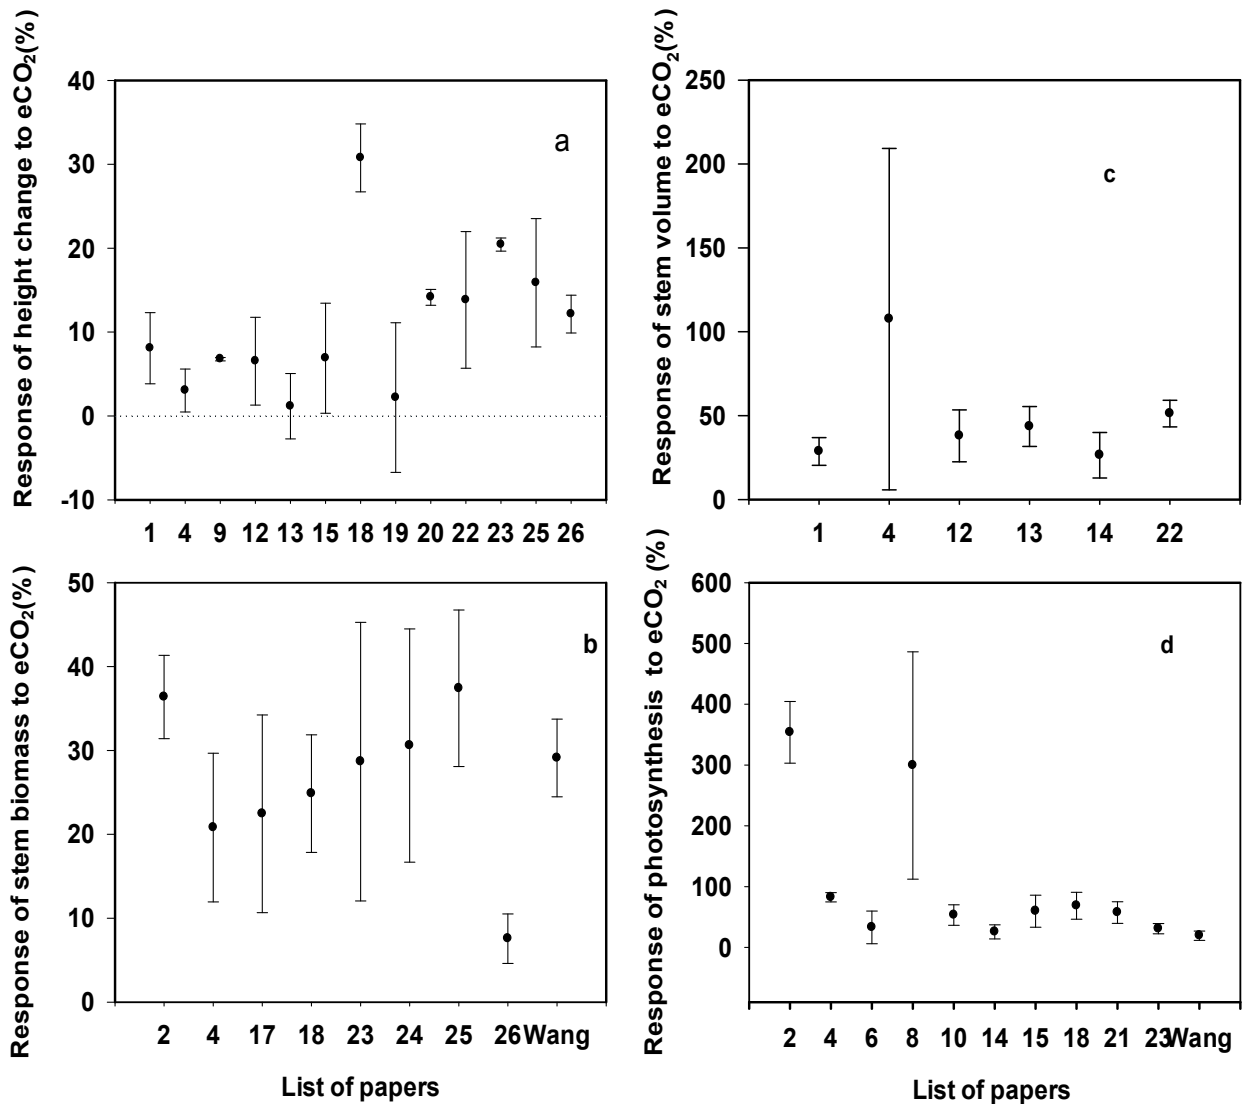 Response of height change to eCO₂(%)
40
30
20
10
0
-10
a
1 4 9 12 13 15 18 19 20 22 23 25 26
Response of stem volume to eCO₂(%)
250
200
150
100
50
0
c
1 4 12 13 14 22
Response of stem biomass to eCO₂(%)
50
40
30
20
10
0
b
2 4 17 18 23 24 25 26 Wang
List of papers
Response of photosynthesis to eCO₂ (%)
600
500
400
300
200
100
0
d
2 4 6 8 10 14 15 18 21 23 Wang
List of papers